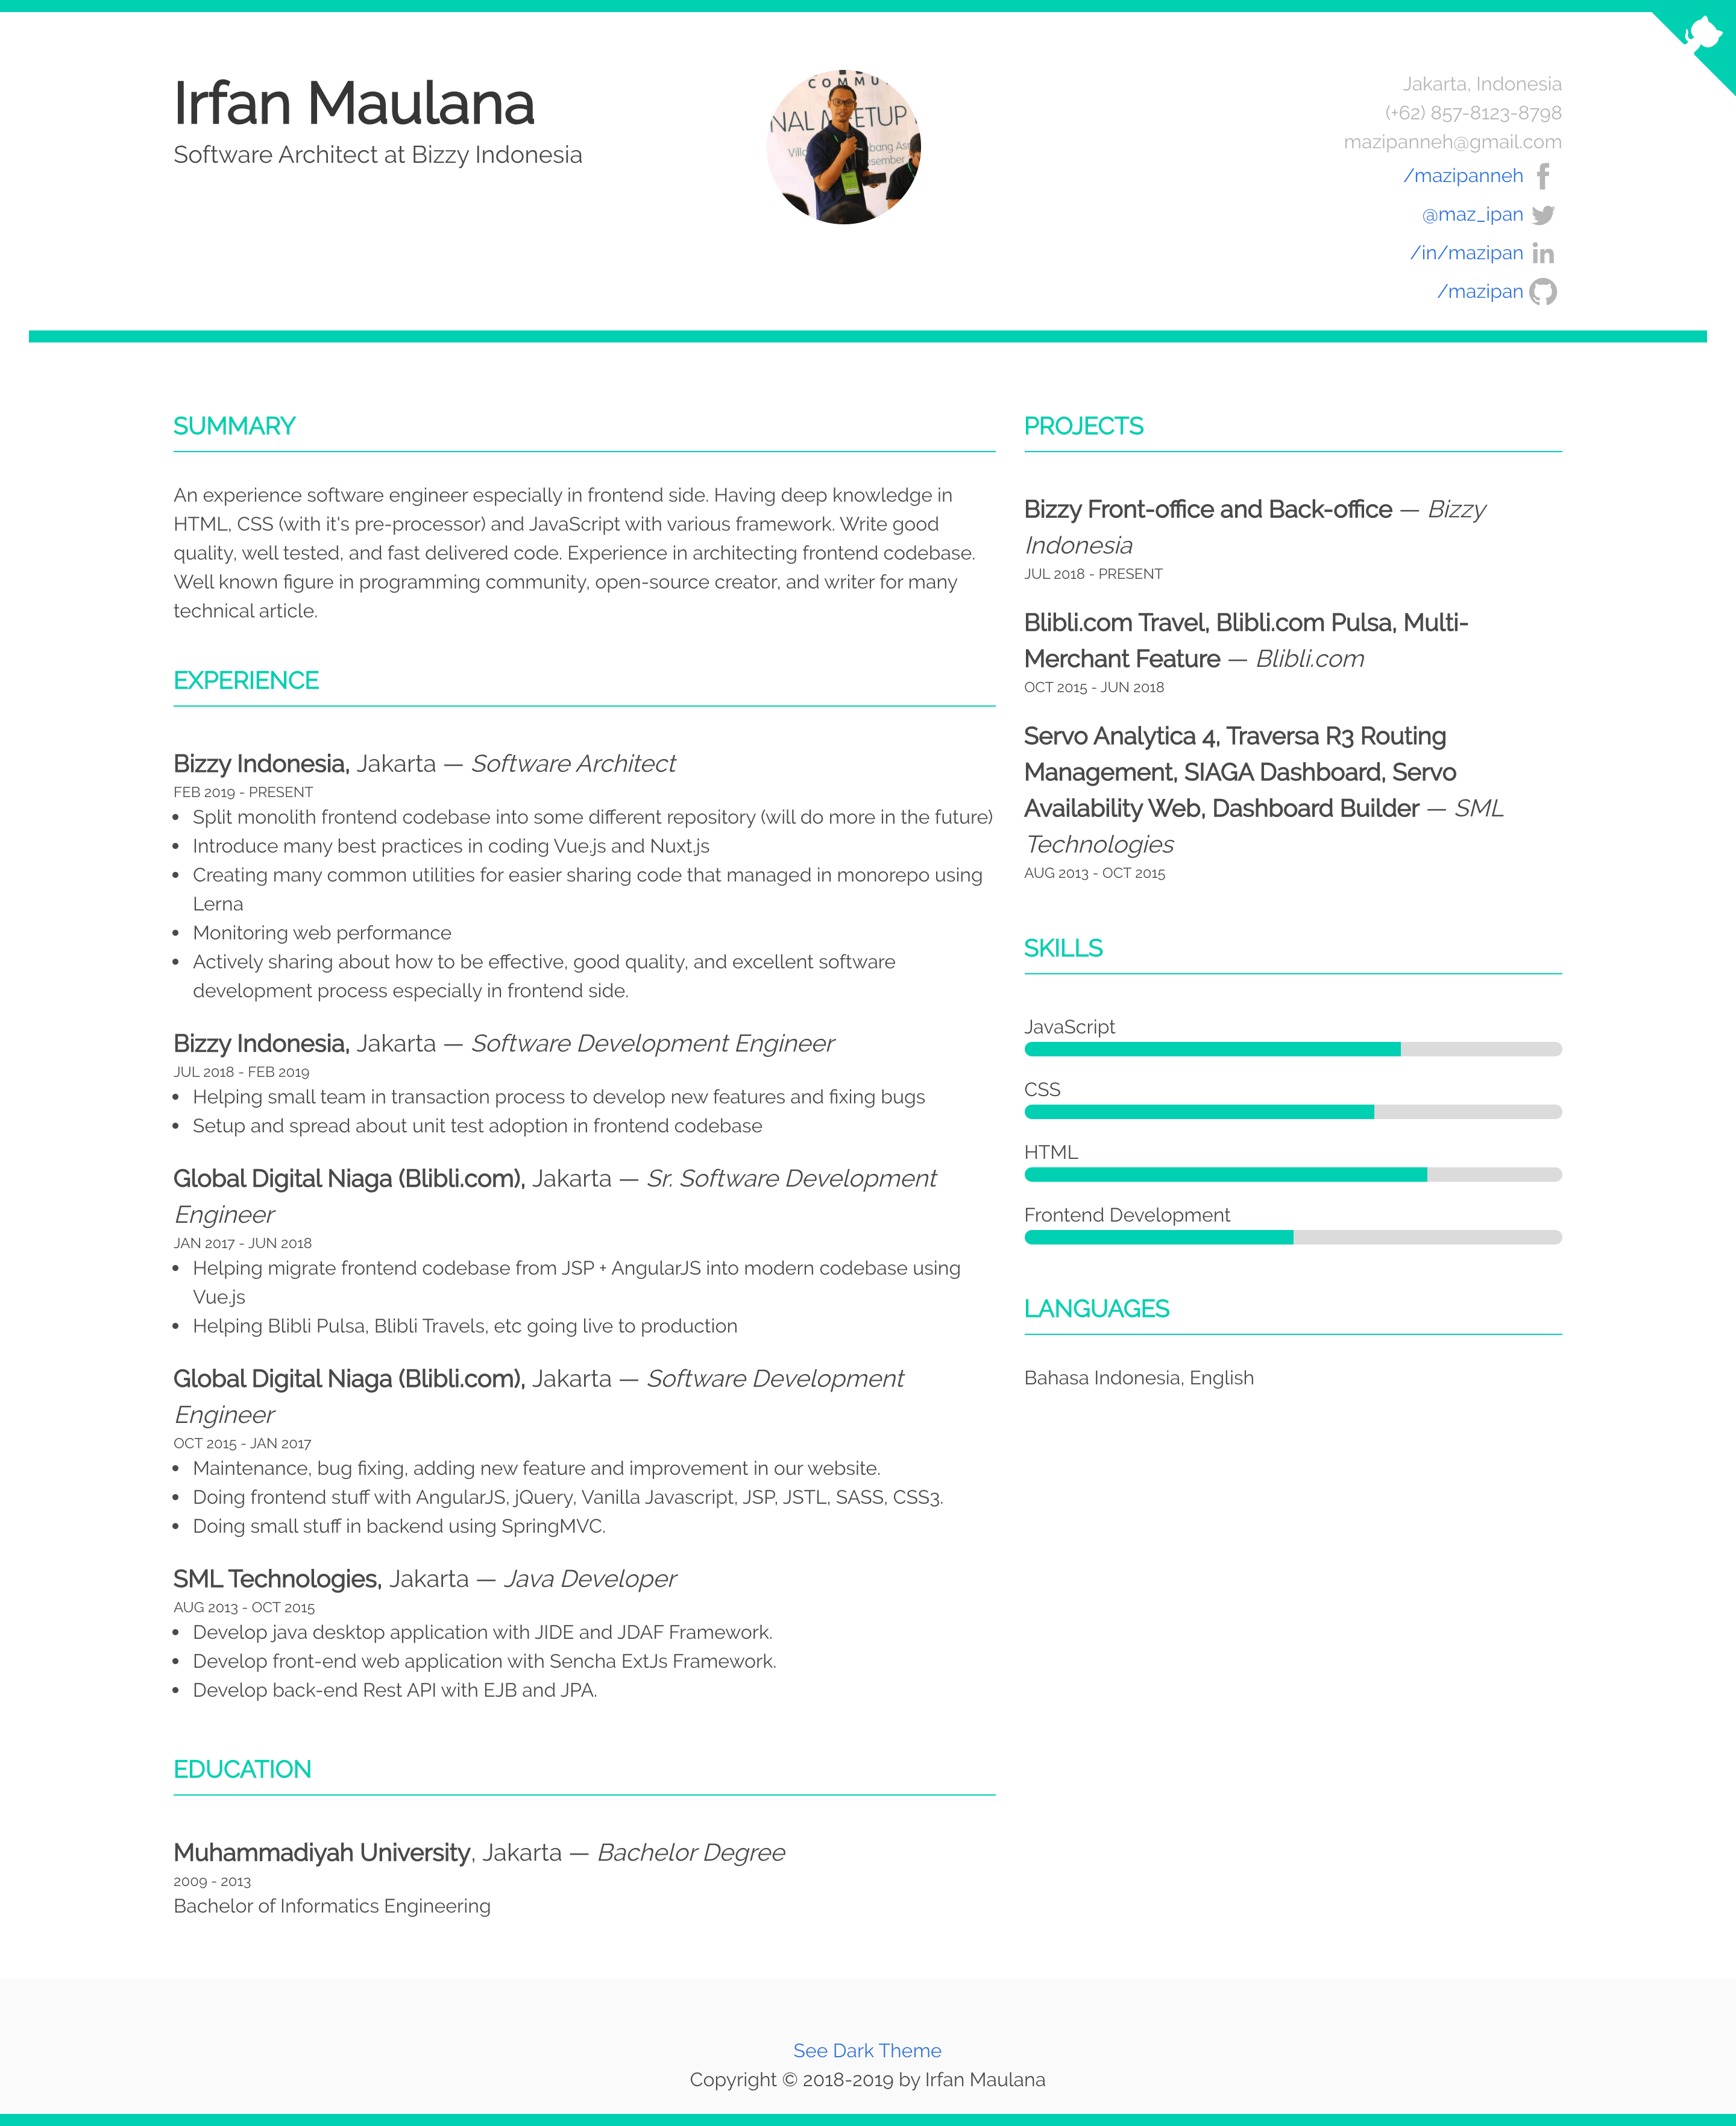 Irfan Maulana
Software Architect at Bizzy Indonesia
COMMU
NAL M ETUP
Jakarta, Indonesia
(+62) 857-8123-8798
mazipanneh@gmail.com
/mazipanneh
@maz_ipan
/in/mazipan
/mazipan
SUMMARY
An experience software engineer especially in frontend side. Having deep knowledge in
HTML, CSS (with it's pre-processor) and JavaScript with various framework. Write good
quality, well tested, and fast delivered code. Experience in architecting frontend codebase.
Well known figure in programming community, open-source creator, and writer for many
technical article.
EXPERIENCE
Bizzy Indonesia, Jakarta — Software Architect
FEB 2019 - PRESENT
• Split monolith frontend codebase into some different repository (will do more in the future)
• Introduce many best practices in coding Vue.js and Nuxt.js
• Creating many common utilities for easier sharing code that managed in monorepo using
Lerna
• Monitoring web performance
• Actively sharing about how to be effective, good quality, and excellent software
development process especially in frontend side.
Bizzy Indonesia, Jakarta — Software Development Engineer
JUL 2018 - FEB 2019
• Helping small team in transaction process to develop new features and fixing bugs
• Setup and spread about unit test adoption in frontend codebase
Global Digital Niaga (Blibli.com), Jakarta — Sr. Software Development
Engineer
JAN 2017 - JUN 2018
• Helping migrate frontend codebase from JSP + AngularJS into modern codebase using
Vue.js
• Helping Blibli Pulsa, Blibli Travels, etc going live to production
Global Digital Niaga (Blibli.com), Jakarta — Software Development
Engineer
OCT 2015 - JAN 2017
• Maintenance, bug fixing, adding new feature and improvement in our website.
• Doing frontend stuff with AngularJS, jQuery, Vanilla Javascript, JSP, JSTL, SASS, CSS3.
• Doing small stuff in backend using SpringMVC.
SML Technologies, Jakarta — Java Developer
AUG 2013 - OCT 2015
• Develop java desktop application with JIDE and JDAF Framework.
• Develop front-end web application with Sencha ExtJs Framework.
• Develop back-end Rest API with EJB and JPA.
EDUCATION
Muhammadiyah University, Jakarta — Bachelor Degree
2009 - 2013
Bachelor of Informatics Engineering
PROJECTS
Bizzy Front-office and Back-office — Bizzy
Indonesia
JUL 2018 - PRESENT
Blibli.com Travel, Blibli.com Pulsa, Multi-
Merchant Feature — Blibli.com
OCT 2015 - JUN 2018
Servo Analytica 4, Traversa R3 Routing
Management, SIAGA Dashboard, Servo
Availability Web, Dashboard Builder — SML
Technologies
AUG 2013 - OCT 2015
SKILLS
JavaScript
CSS
HTML
Frontend Development
LANGUAGES
Bahasa Indonesia, English
See Dark Theme
Copyright © 2018-2019 by Irfan Maulana